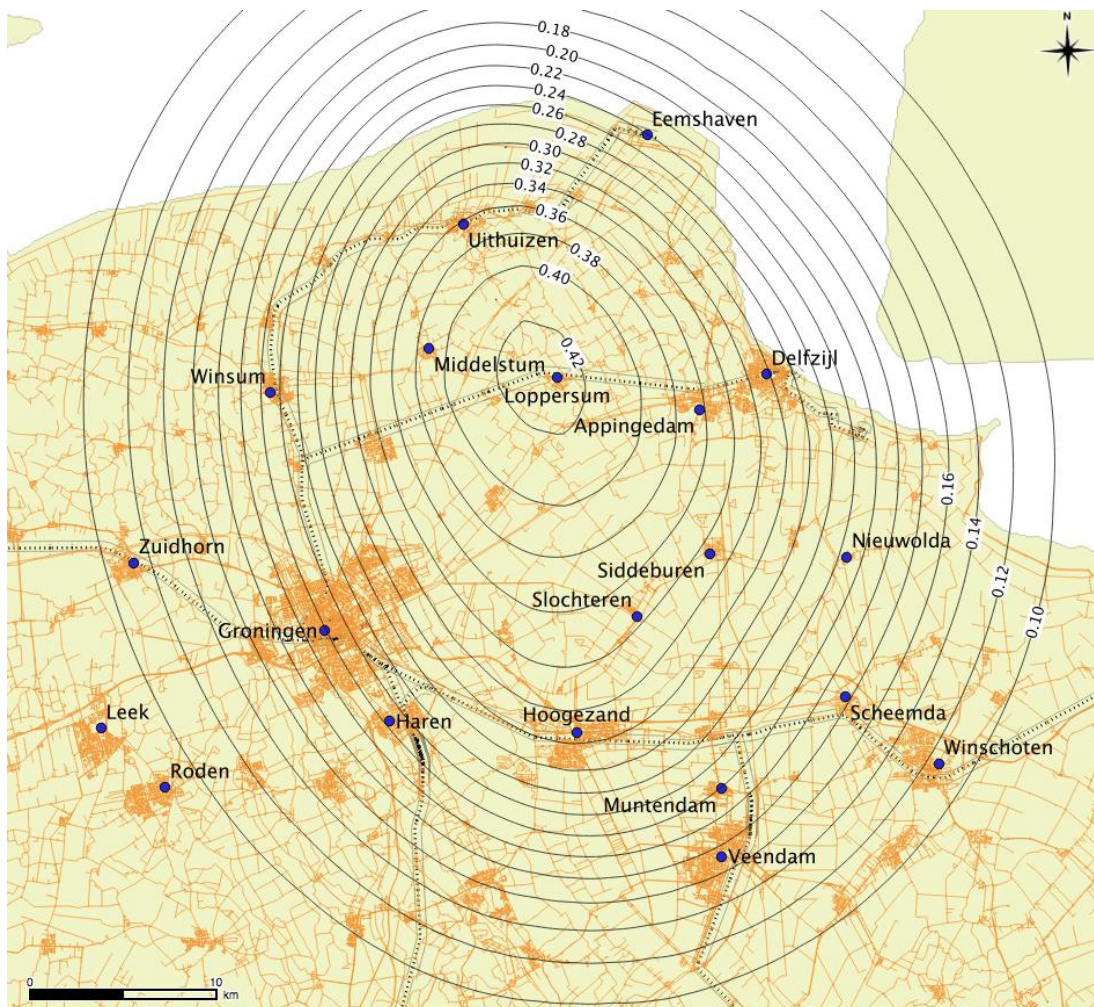 N
0.18
0.20
0.22
0.24
0.26
0.28
0.30
0.32
0.34
0.36
0.38
0.40
0.42
Eemshaven
Uithuizen
Middelstum
Winsum
Loppersum
Delfzijl
Appingedam
0.16
0.14
0.12
0.10
Zuidhorn
Nieuwolda
Siddeburen
Slochteren
Groningen
Leek
Haren
Hoogezand
Scheemda
Roden
Winschoten
Muntendam
Veendam
0 10
km